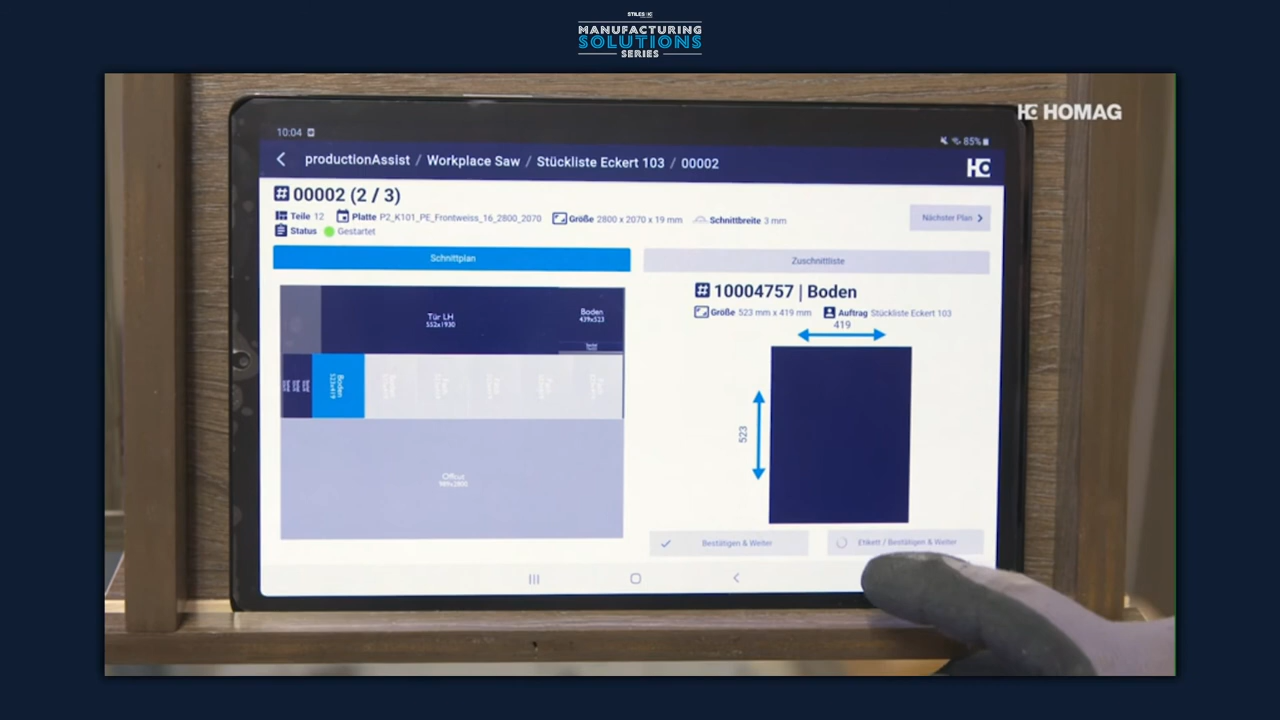 STILES
MANUFACTURING
SOLUTIONS
SERIES
HOMAG
10:04
85%
productionAssist / Workplace Saw / Stückliste Eckert 103 / 00002
00002 (2 / 3)
Teile 12 Platte P2_K101_PE_Frontweiss_16_2800_2070 Größe 2800 x 2070 x 19 mm Schnittbreite 3 mm
Nächster Plan
Status Gestartet
Schnittplan
Zuschnittliste
Tür LH
552x1930
Boden
439x523
Boden
523x419
Offcut
10004757 | Boden
Größe 523 mm x 419 mm Auftrag Stückliste Eckert 103
419
523
Bestätigen & Weiter
Etikett / Bestätigen & Weiter